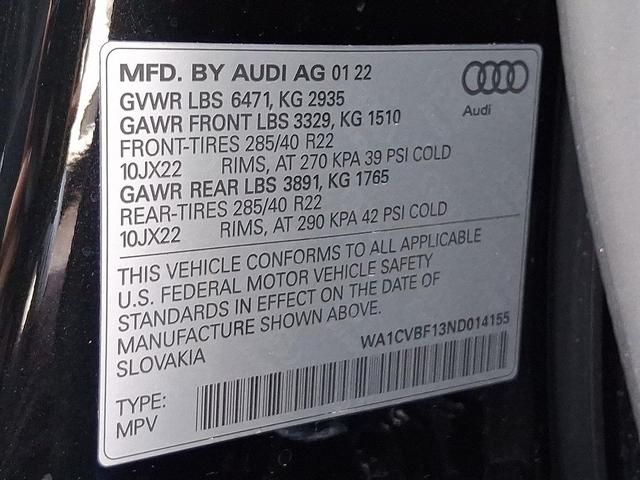 MFD. BY AUDI AG 01 22
Audi
GVWR LBS 6471, KG 2935
GAWR FRONT LBS 3329, KG 1510
FRONT-TIRES 285/40 R22
10JX22 RIMS, AT 270 KPA 39 PSI COLD
GAWR REAR LBS 3891, KG 1765
REAR-TIRES 285/40 R22
10JX22 RIMS, AT 290 KPA 42 PSI COLD
THIS VEHICLE CONFORMS TO ALL APPLICABLE
U.S. FEDERAL MOTOR VEHICLE SAFETY
STANDARDS IN EFFECT ON THE DATE OF
MANUFACTURE SHOWN ABOVE.
SLOVAKIA
WA1CVBF13ND014155
TYPE:
MPV